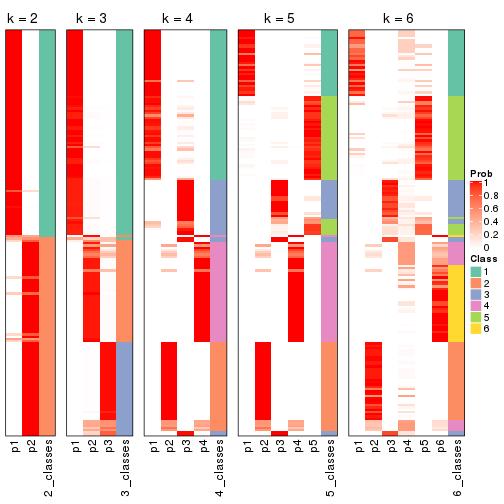 k = 2
k = 3
k = 4
k = 5
k = 6
p1
p2
2_classes
p1
p2
p3
3_classes
p1
p2
p3
p4
4_classes
p1
p2
p3
p4
p5
5_classes
p1
p2
p3
p4
p5
p6
6_classes
Prob
1
0.8
0.6
0.4
0.2
0
Class
1
2
3
4
5
6